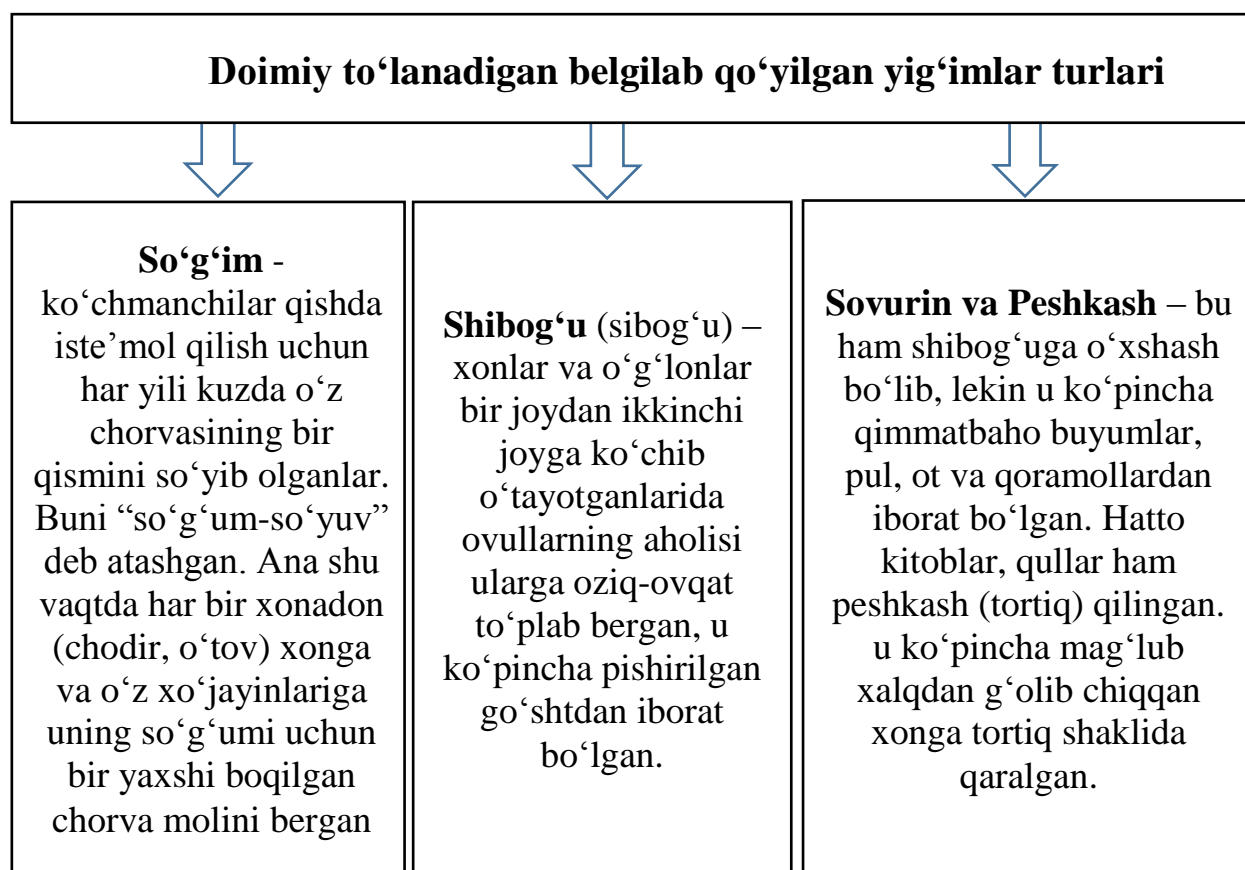 Doimiy to‘lanadigan belgilab qo‘yilgan yig‘imlar turlari
So‘g‘im -
ko‘chmanchilar qishda
iste’mol qilish uchun
har yili kuzda o‘z
chorvasining bir
qismini so‘yib olganlar.
Buni “so‘g‘um-so‘yuv”
deb atashgan. Ana shu
vaqtda har bir xonadon
(chodir, o‘tov) xonga
va o‘z xo‘jayinlariga
uning so‘g‘umi uchun
bir yaxshi boqilgan
chorva molini bergan
Shibog‘u (sibog‘u) –
xonlar va o‘g‘lonlar
bir joydan ikkinchi
joyga ko‘chib
o‘tayotganlarida
ovullarning aholisi
ularga oziq-ovqat
to‘plab bergan, u
ko‘pincha pishirilgan
go‘shtdan iborat
bo‘lgan.
Sovurin va Peshkash – bu
ham shibog‘uga o‘xshash
bo‘lib, lekin u ko‘pincha
qimmatbaho buyumlar,
pul, ot va qoramollardan
iborat bo‘lgan. Hatto
kitoblar, qullar ham
peshkash (tortiq) qilingan.
u ko‘pincha mag‘lub
xalqdan g‘olib chiqqan
xonga tortiq shaklida
qaralgan.